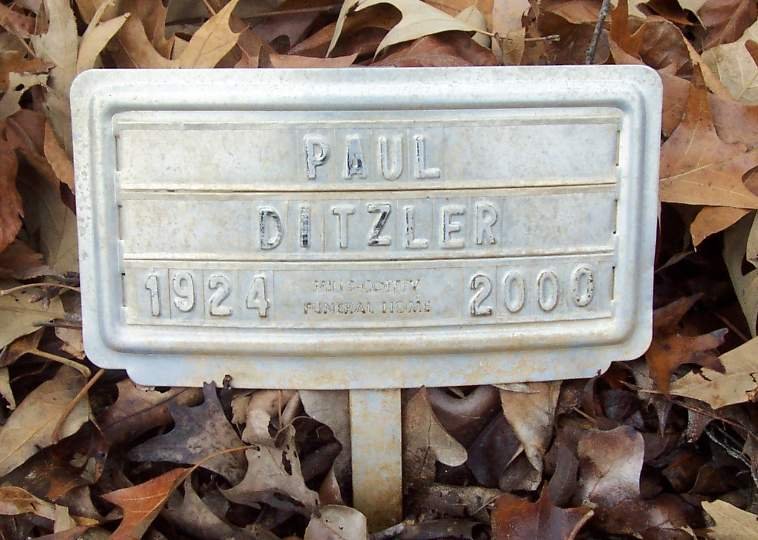 PAUL
DITZLER
1924 2000
FUNERAL HOME